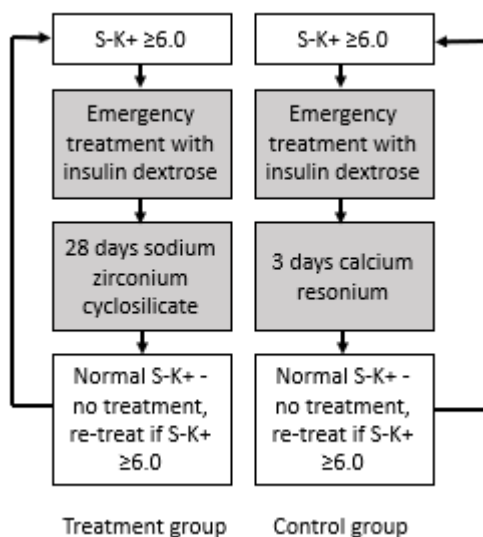 S-K+ ≥6.0
Emergency
treatment with
insulin dextrose
28 days sodium
zirconium
cyclosilicate
Normal S-K+ -
no treatment,
re-treat if S-K+
≥6.0
Treatment group
S-K+ ≥6.0
Emergency
treatment with
insulin dextrose
3 days calcium
resonium
Normal S-K+ -
no treatment,
re-treat if S-K+
≥6.0
Control group